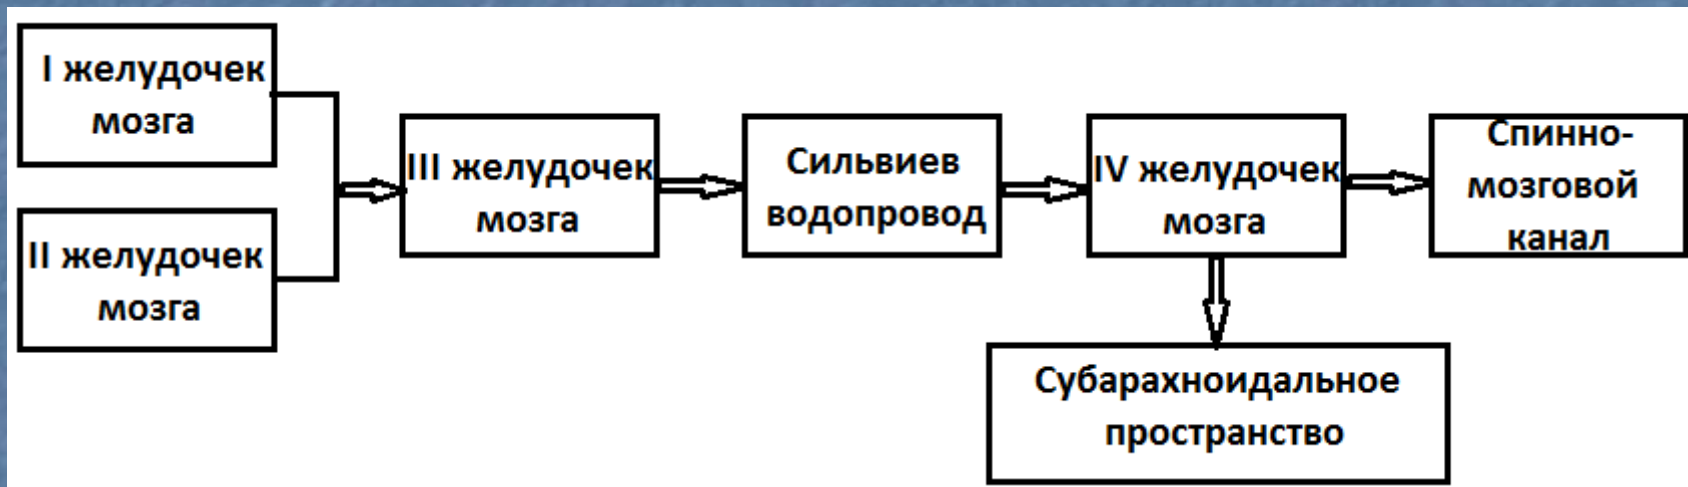 I желудочек
мозга
II желудочек
мозга
III желудочек
мозга
Сильвиев
водопровод
IV желудочек
мозга
Спинно-
мозговой
канал
Субарахноидальное
пространство